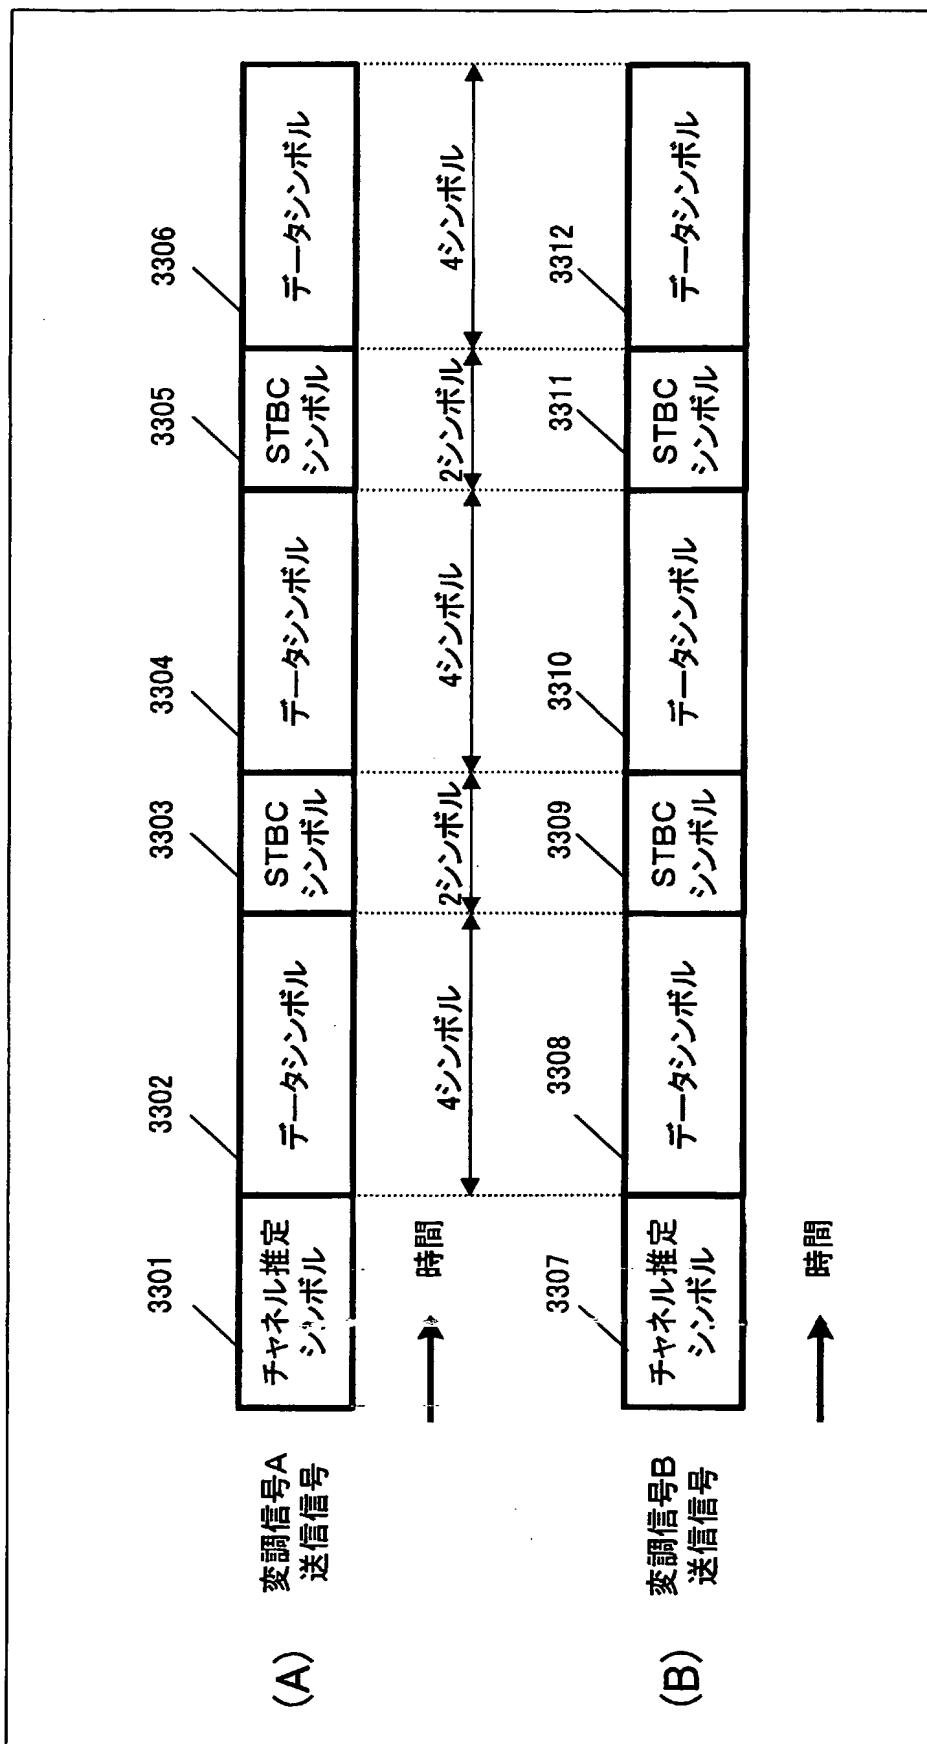 (A)
変調信号A
送信信号
3301
3302
3303
3304
3305
3306
チャネル推定
シンボル
データシンボル
STBC
シンボル
データシンボル
STBC
シンボル
データシンボル
時間
4シンボル
2シンボル
4シンボル
2シンボル
4シンボル
(B)
変調信号B
送信信号
3307
3308
3309
3310
3311
3312
チャネル推定
シンボル
データシンボル
STBC
シンボル
データシンボル
STBC
シンボル
データシンボル
時間